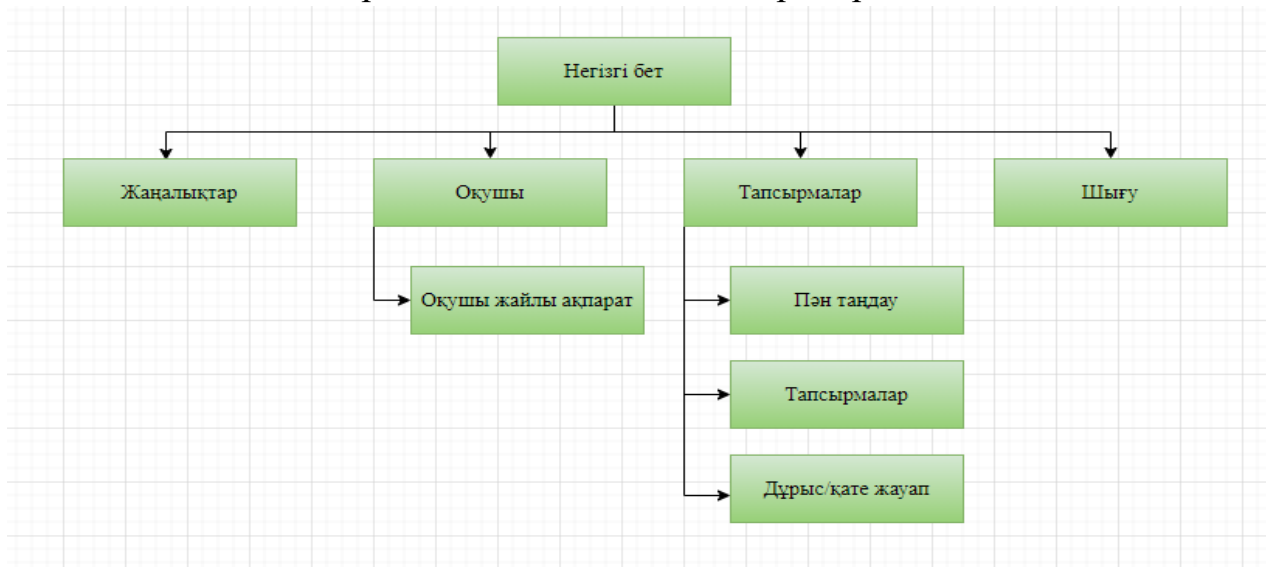 Негізгі бет
Жаңалықтар
Оқушы
Тапсырмалар
Шығу
Оқушы жайлы ақпарат
Пән таңдау
Тапсырмалар
Дұрыс/қате жауап